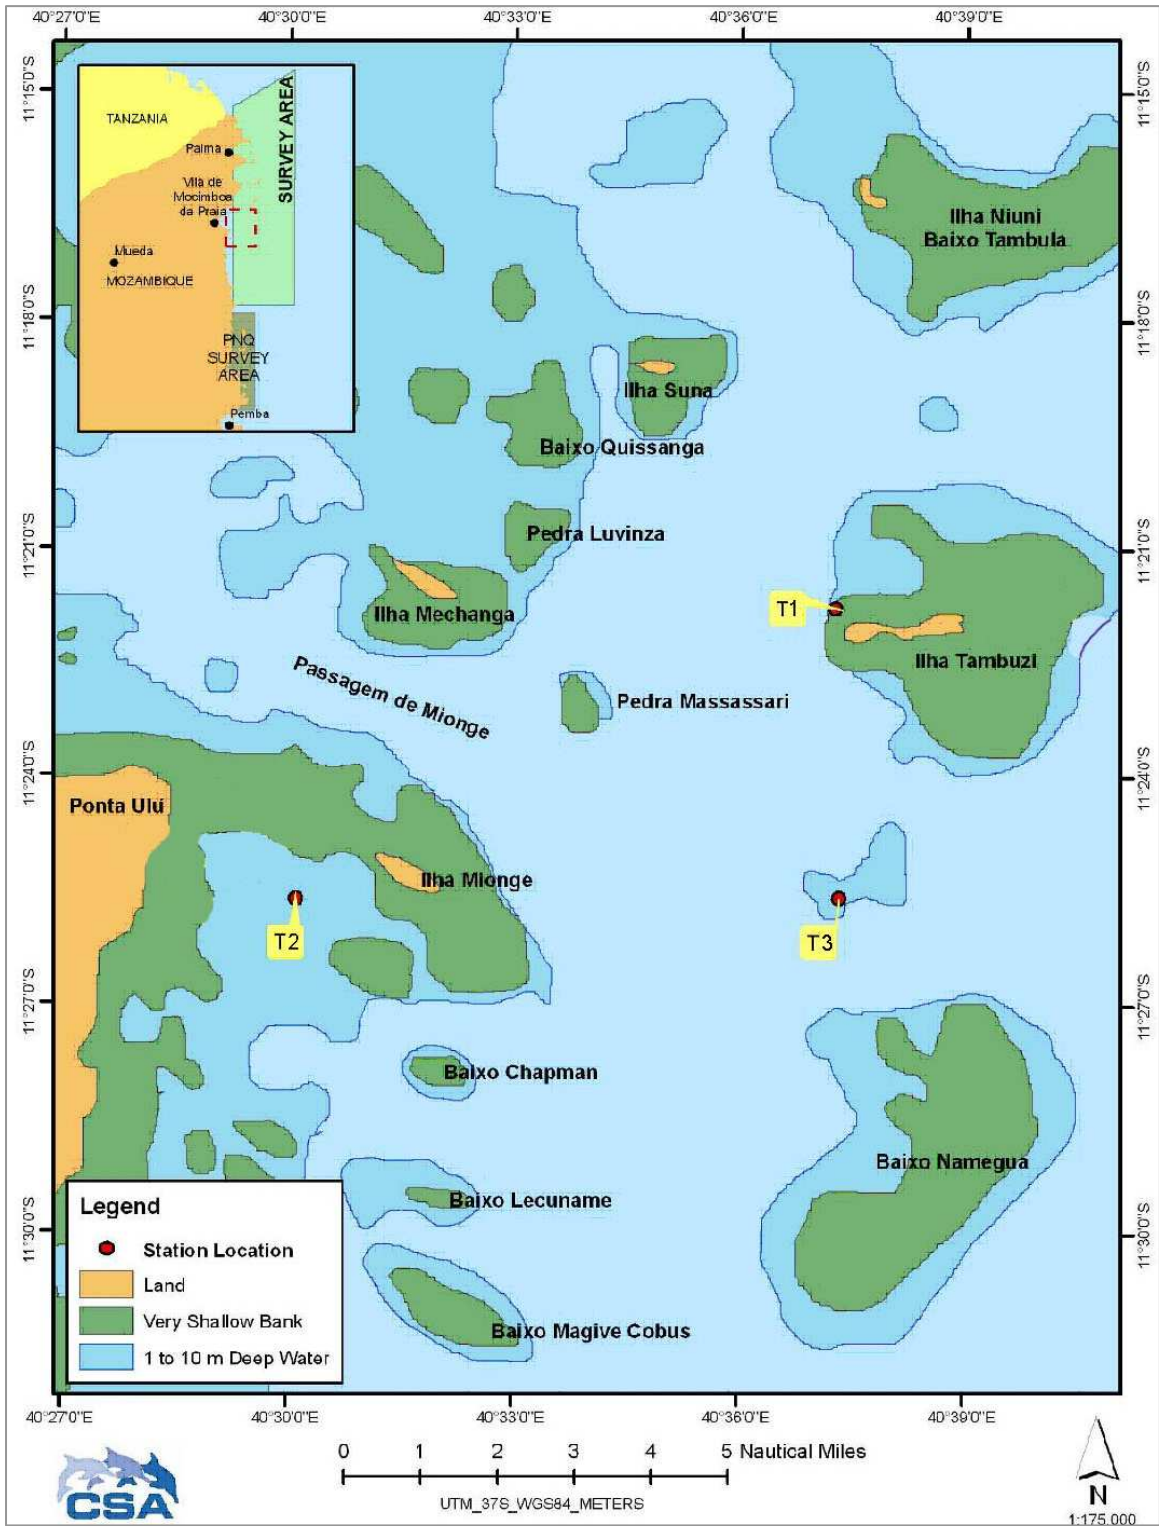 40°27'0"E 40°30'0"E 40°33'0"E 40°36'0"E 40°39'0"E
11°15'0"S
11°18'0"S
11°21'0"S
11°24'0"S
11°27'0"S
11°30'0"S
11°15'0"S
11°18'0"S
11°21'0"S
11°24'0"S
11°27'0"S
11°30'0"S
TANZANIA
Palma
Vila de
Mocimboa
da Praia
Mueda
MOZAMBIQUE
SURVEY AREA
PNQ
SURVEY
AREA
Pemba
Ilha Niuni
Baixo Tambula
Ilha Suna
Baixo Quissanga
Pedra Luvinza
Ilha Mechanga
T1
Ilha Tambuzi
Passagem de Mionge
Pedra Massassari
Ponta Ulú
Ilha Mionge
T2
T3
Baixo Chapman
Baixo Namegua
Baixo Lecuname
Baixo Magive Cobus
Legend
Station Location
Land
Very Shallow Bank
1 to 10 m Deep Water
40°27'0"E 40°30'0"E 40°33'0"E 40°36'0"E 40°39'0"E
0 1 2 3 4 5 Nautical Miles
UTM_37S_WGS84_METERS
CSA
N
1:175,000